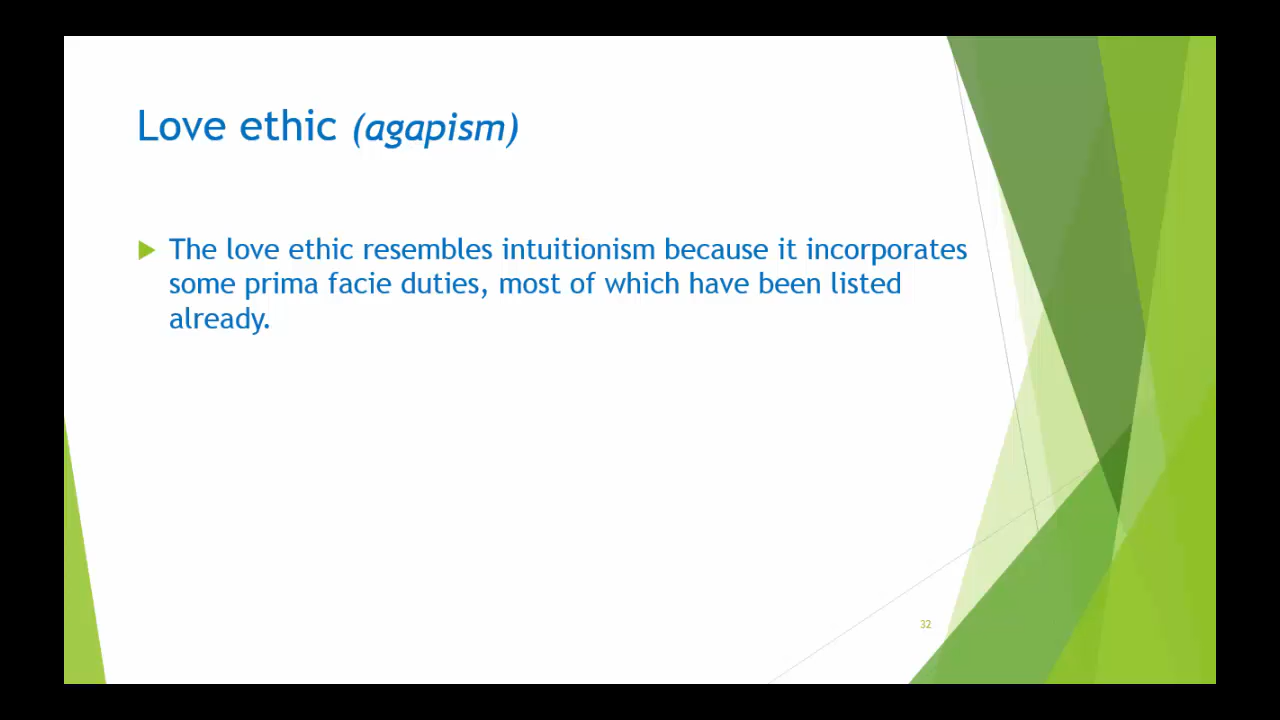 Love ethic (agapism)
The love ethic resembles intuitionism because it incorporates
some prima facie duties, most of which have been listed
already.
32